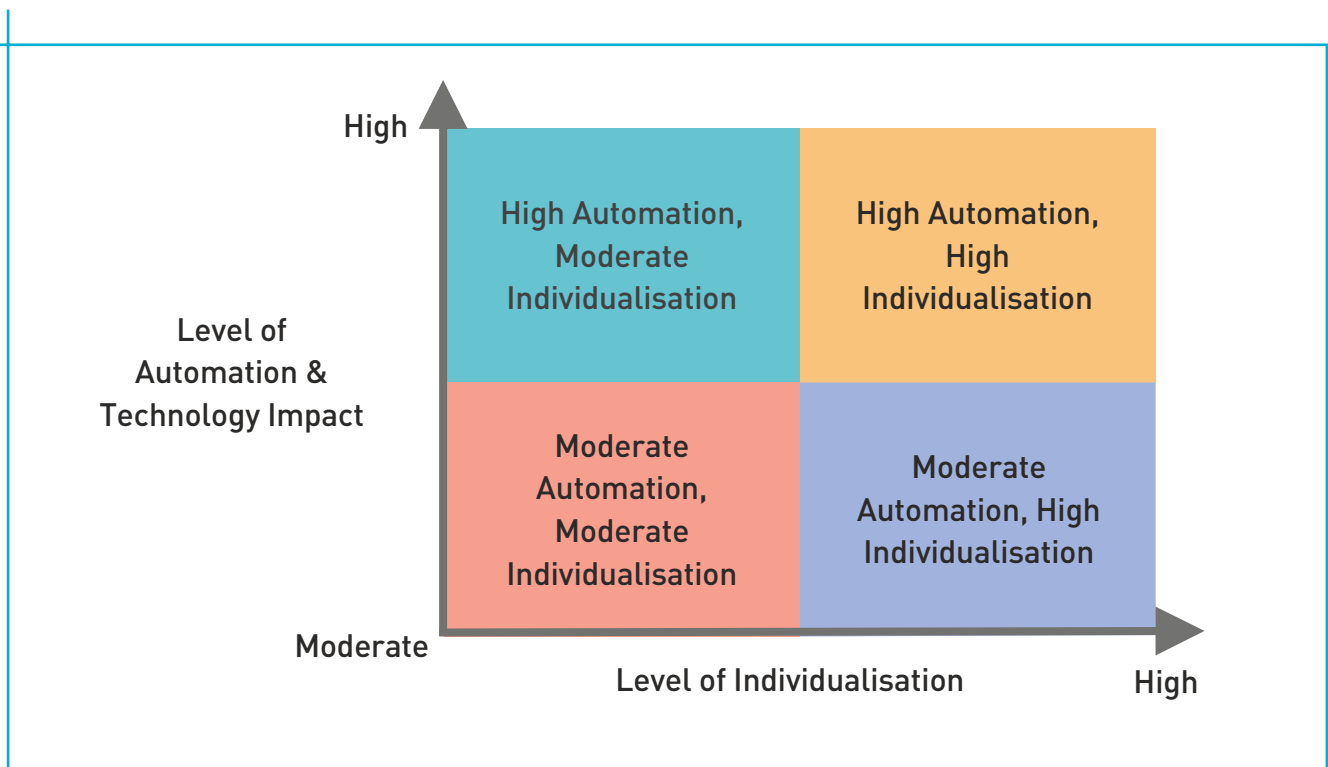 High
High Automation,
Moderate
Individualisation
High Automation,
High
Individualisation
Level of
Automation &
Technology Impact
Moderate
Automation,
Moderate
Individualisation
Moderate
Automation, High
Individualisation
Moderate
Level of Individualisation
High